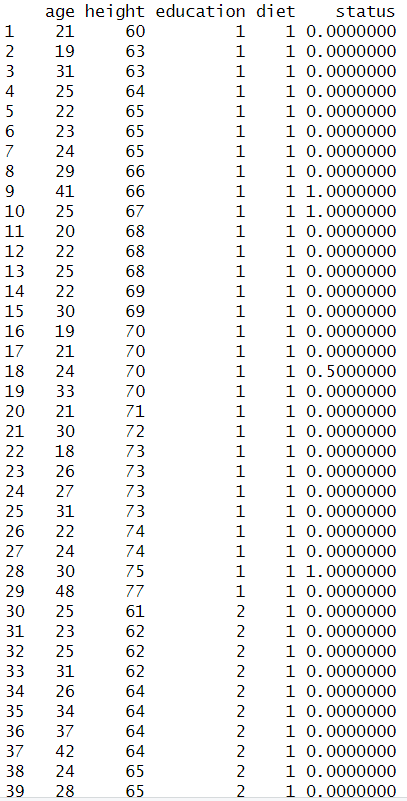 age height education diet status
1 21 60 1 1 0.0000000
2 19 63 1 1 0.0000000
3 31 63 1 1 0.0000000
4 25 64 1 1 0.0000000
5 22 65 1 1 0.0000000
6 23 65 1 1 0.0000000
7 24 65 1 1 0.0000000
8 29 66 1 1 0.0000000
9 41 66 1 1 1.0000000
10 25 67 1 1 1.0000000
11 20 68 1 1 0.0000000
12 22 68 1 1 0.0000000
13 25 68 1 1 0.0000000
14 22 69 1 1 0.0000000
15 30 69 1 1 0.0000000
16 19 70 1 1 0.0000000
17 21 70 1 1 0.0000000
18 24 70 1 1 0.5000000
19 33 70 1 1 0.0000000
20 21 71 1 1 0.0000000
21 30 72 1 1 0.0000000
22 18 73 1 1 0.0000000
23 26 73 1 1 0.0000000
24 27 73 1 1 0.0000000
25 31 73 1 1 0.0000000
26 22 74 1 1 0.0000000
27 24 74 1 1 0.0000000
28 30 75 1 1 1.0000000
29 48 77 1 1 0.0000000
30 25 61 2 1 0.0000000
31 23 62 2 1 0.0000000
32 25 62 2 1 0.0000000
33 31 62 2 1 0.0000000
34 26 64 2 1 0.0000000
35 34 64 2 1 0.0000000
36 37 64 2 1 0.0000000
37 42 64 2 1 0.0000000
38 24 65 2 1 0.0000000
39 28 65 2 1 0.0000000